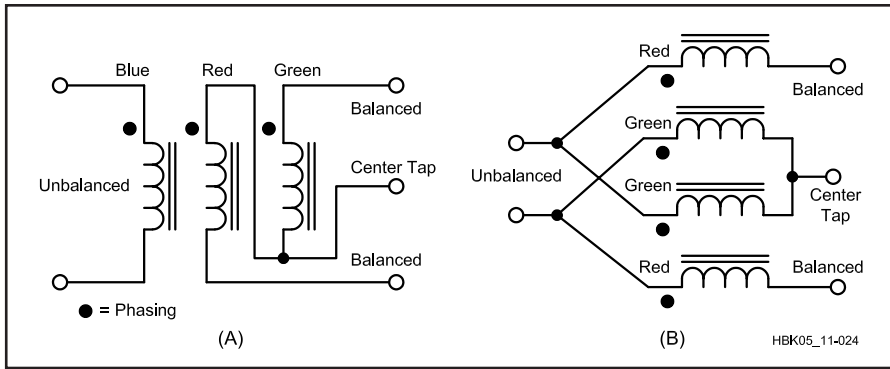 Blue
Red
Green
Balanced
Unbalanced
Center Tap
Balanced
= Phasing
(A)
Red
Balanced
Green
Unbalanced
Green
Center
Tap
Red
Balanced
(B)
HBK05_11-024